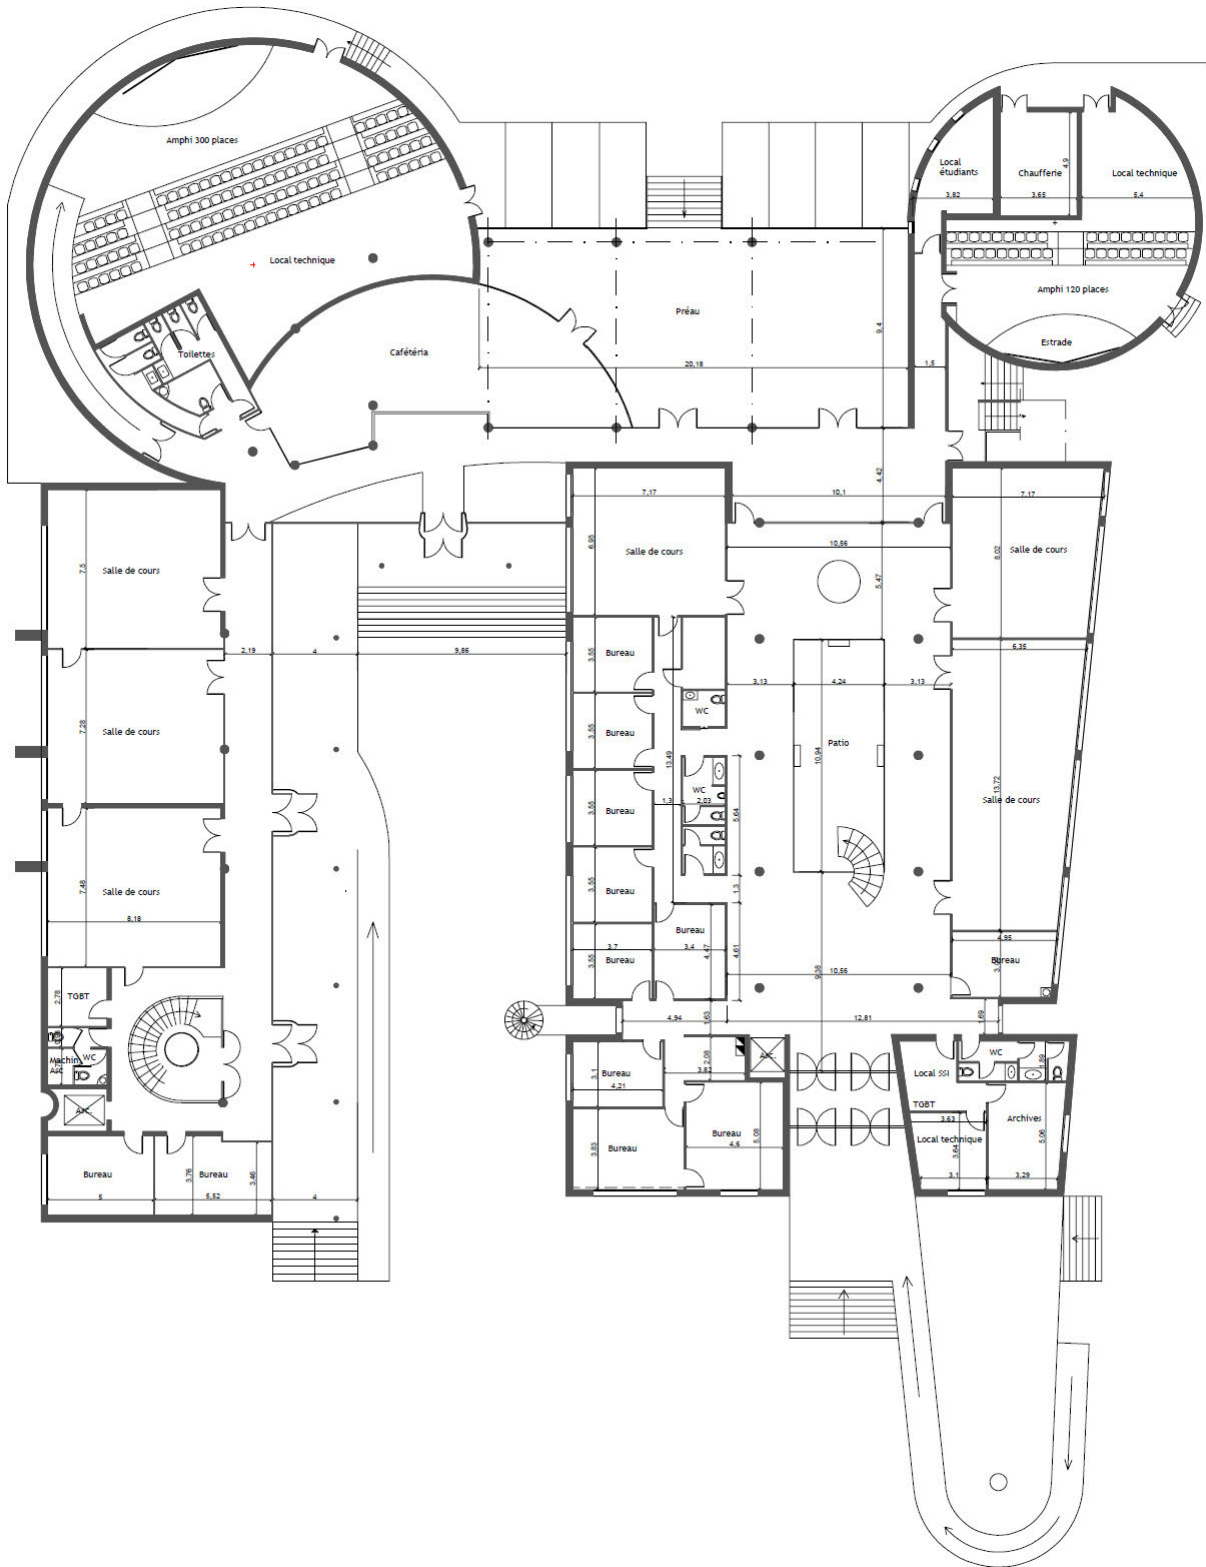 Amphi 300 places
Local technique
Toilettes
Cafétéria
Préau
20,18
9,4
1,5
Local
étudiants
3,82
Chaufferie
3,65
4,9
Local technique
5,4
Amphi 120 places
Estrade
4,42
7,17
10,1
7,17
Salle de cours
7,5
Salle de cours
6,95
10,56
5,47
Salle de cours
8,02
2,19
4
9,86
Bureau
3,55
6,35
3,13
4,24
3,13
WC
Salle de cours
7,28
Bureau
3,55
13,49
Patio
10,94
13,72
Salle de cours
WC
1,3
2,03
5,64
Bureau
3,55
Salle de cours
7,48
8,18
Bureau
3,55
1,3
Bureau
3,4
4,47
4,61
3,7
Bureau
3,55
10,56
9,38
4,95
Bureau
TGBT
2,78
4,94
1,63
12,81
1,69
Machin
Asc
WC
Asc.
Bureau
3,1
4,21
2,08
3,82
Asc.
Local SSI
WC
1,89
TGBT
3,63
Archives
5,06
Local technique
3,64
3,1
3,29
Bureau
3,83
Bureau
4,6
5,08
Bureau
5
Bureau
3,76
5,52
3,46
4